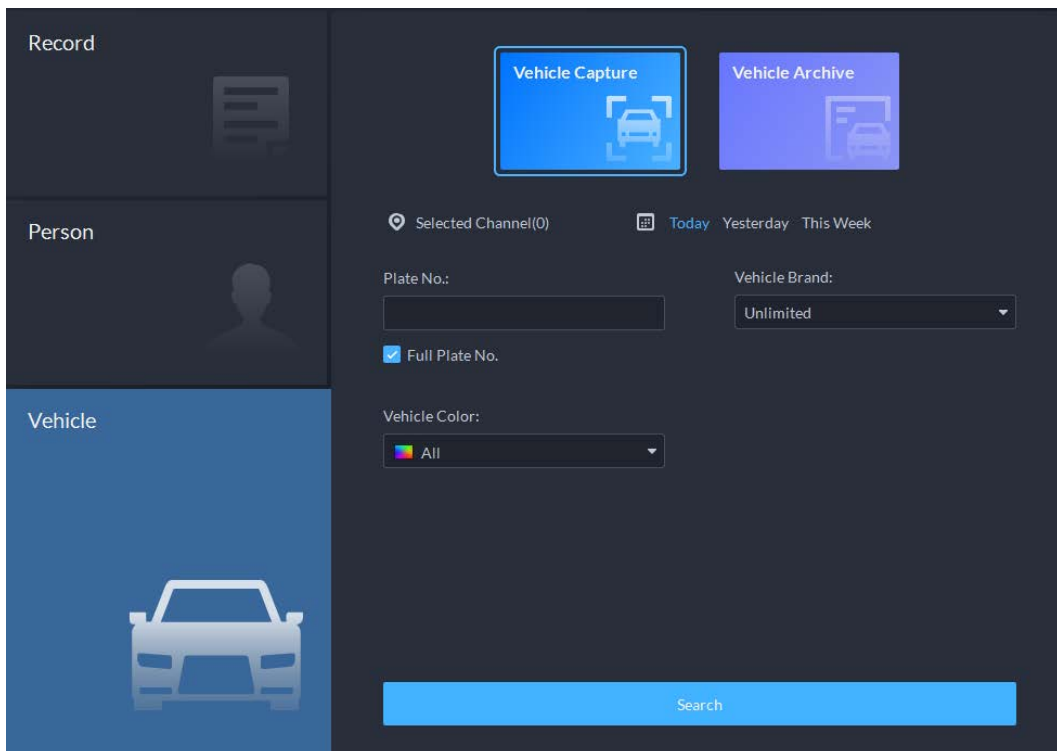 Record
Person
Vehicle
Vehicle Capture
Vehicle Archive
Selected Channel(0)
Today Yesterday This Week
Plate No.:
Vehicle Brand:
Unlimited
Full Plate No.
Vehicle Color:
All
Search